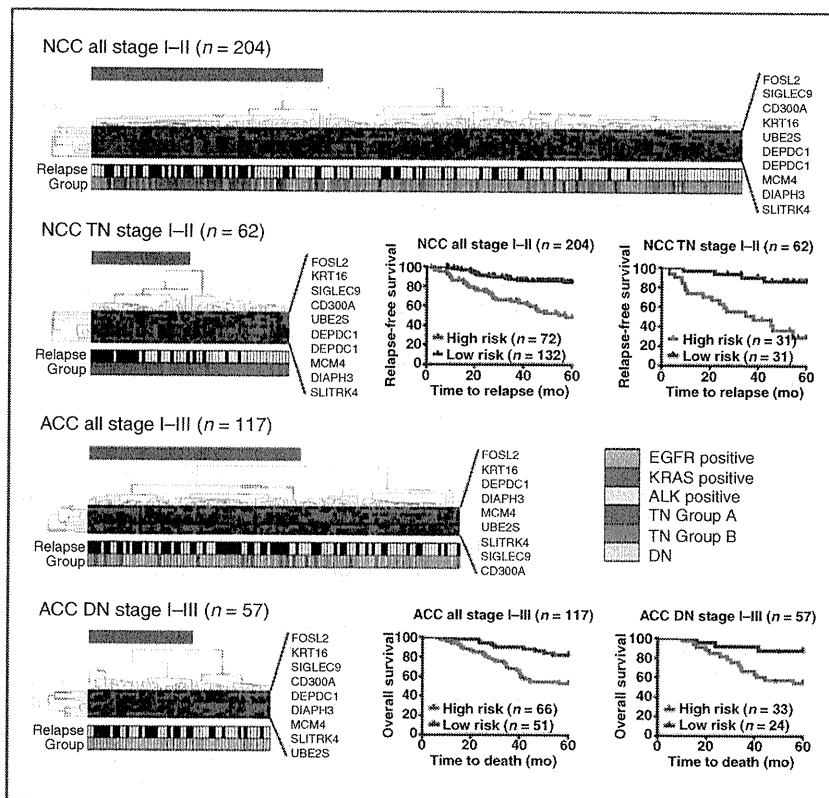 NCC all stage I–II (n = 204)
FOSL2
SIGLEC9
CD300A
KRT16
UBE2S
DEPDC1
DEPDC1
MCM4
DIAPH3
SLITRK4
Relapse
Group
NCC TN stage I–II (n = 62)
FOSL2
KRT16
SIGLEC9
CD300A
UBE2S
DEPDC1
DEPDC1
MCM4
DIAPH3
SLITRK4
Relapse
Group
NCC all stage I–II (n = 204)
Relapse-free survival
100
80
60
40
20
0 20 40 60
High risk (n = 72)
Low risk (n = 132)
Time to relapse (mo)
NCC TN stage I–II (n = 62)
Relapse-free survival
100
80
60
40
20
0 20 40 60
High risk (n = 31)
Low risk (n = 31)
Time to relapse (mo)
ACC all stage I–III (n = 117)
FOSL2
KRT16
DEPDC1
DIAPH3
MCM4
UBE2S
SLITRK4
SIGLEC9
CD300A
Relapse
Group
EGFR positive
KRAS positive
ALK positive
TN Group A
TN Group B
DN
ACC DN stage I–III (n = 57)
FOSL2
KRT16
SIGLEC9
CD300A
DEPDC1
DIAPH3
MCM4
SLITRK4
UBE2S
Relapse
Group
ACC all stage I–III (n = 117)
Overall survival
100
80
60
40
20
0 20 40 60
High risk (n = 66)
Low risk (n = 51)
Time to death (mo)
ACC DN stage I–III (n = 57)
Overall survival
100
80
60
40
20
0 20 40 60
High risk (n = 33)
Low risk (n = 24)
Time to death (mo)